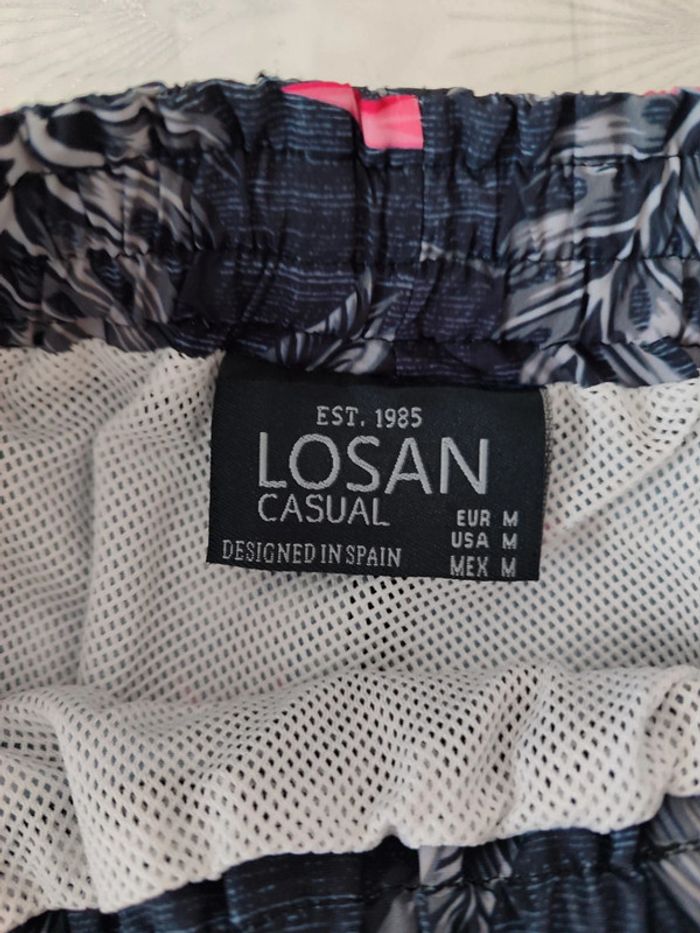 EST. 1985
LOSAN
CASUAL
EUR M
USA M
MEX M
DESIGNED IN SPAIN